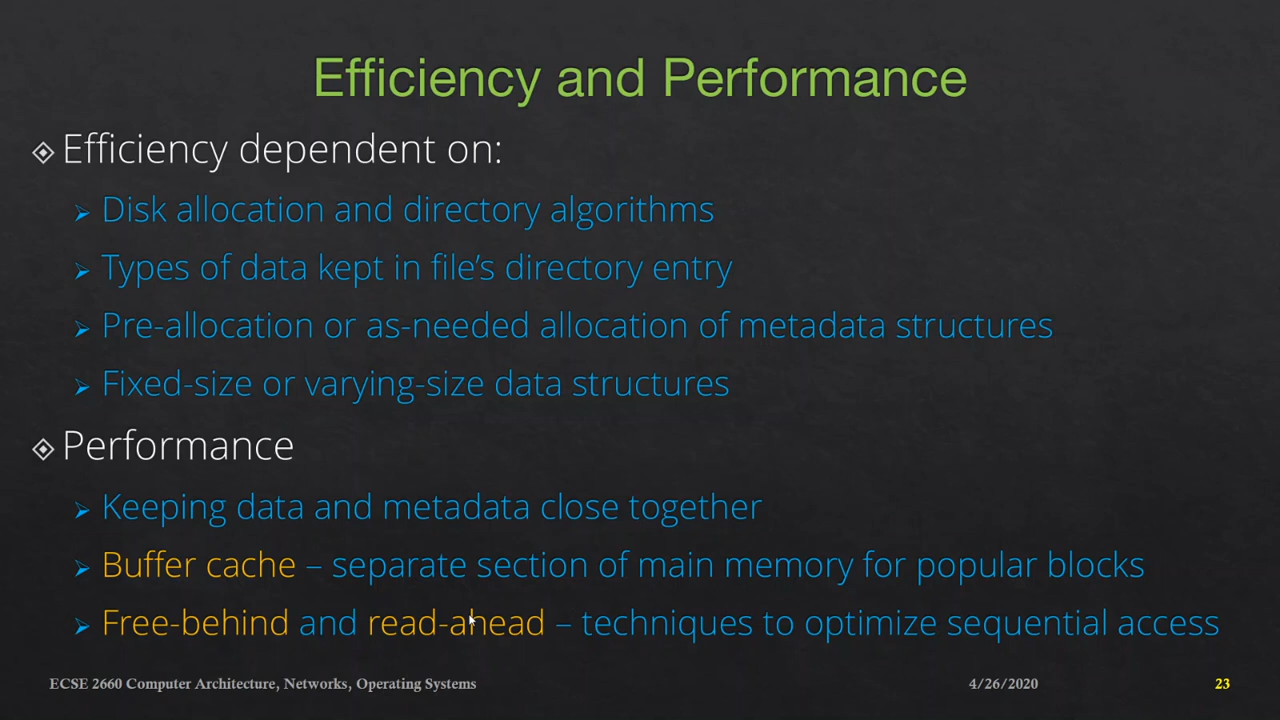 Efficiency and Performance
Efficiency dependent on:
Disk allocation and directory algorithms
Types of data kept in file’s directory entry
Pre-allocation or as-needed allocation of metadata structures
Fixed-size or varying-size data structures
Performance
Keeping data and metadata close together
Buffer cache – separate section of main memory for popular blocks
Free-behind and read-ahead – techniques to optimize sequential access
ECSE 2660 Computer Architecture, Networks, Operating Systems
4/26/2020
23